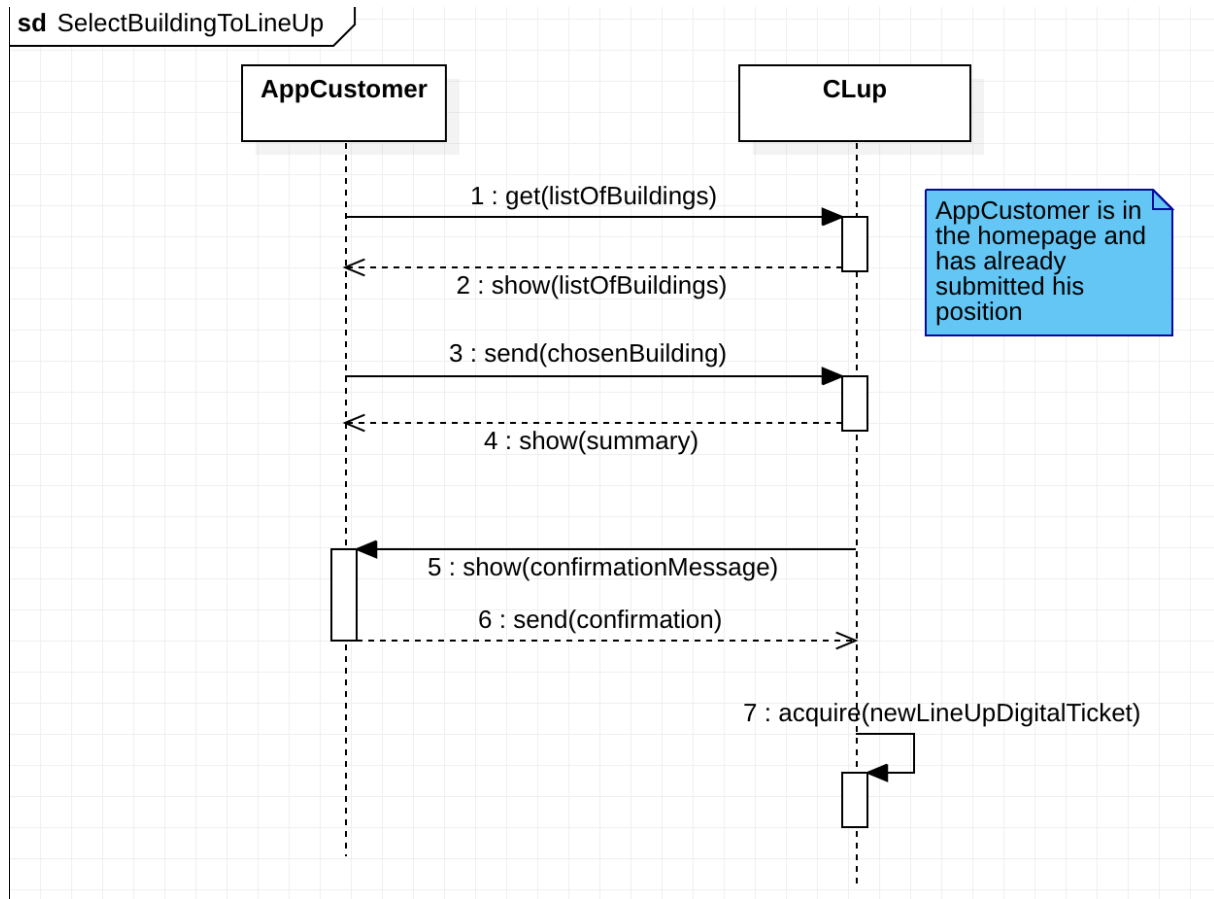 sd SelectBuildingToLineUp
AppCustomer
CLup
1 : get(listOfBuildings)
AppCustomer is in
the homepage and
has already
submitted his
position
2 : show(listOfBuildings)
3 : send(chosenBuilding)
4 : show(summary)
5 : show(confirmationMessage)
6 : send(confirmation)
7 : acquire(newLineUpDigitalTicket)